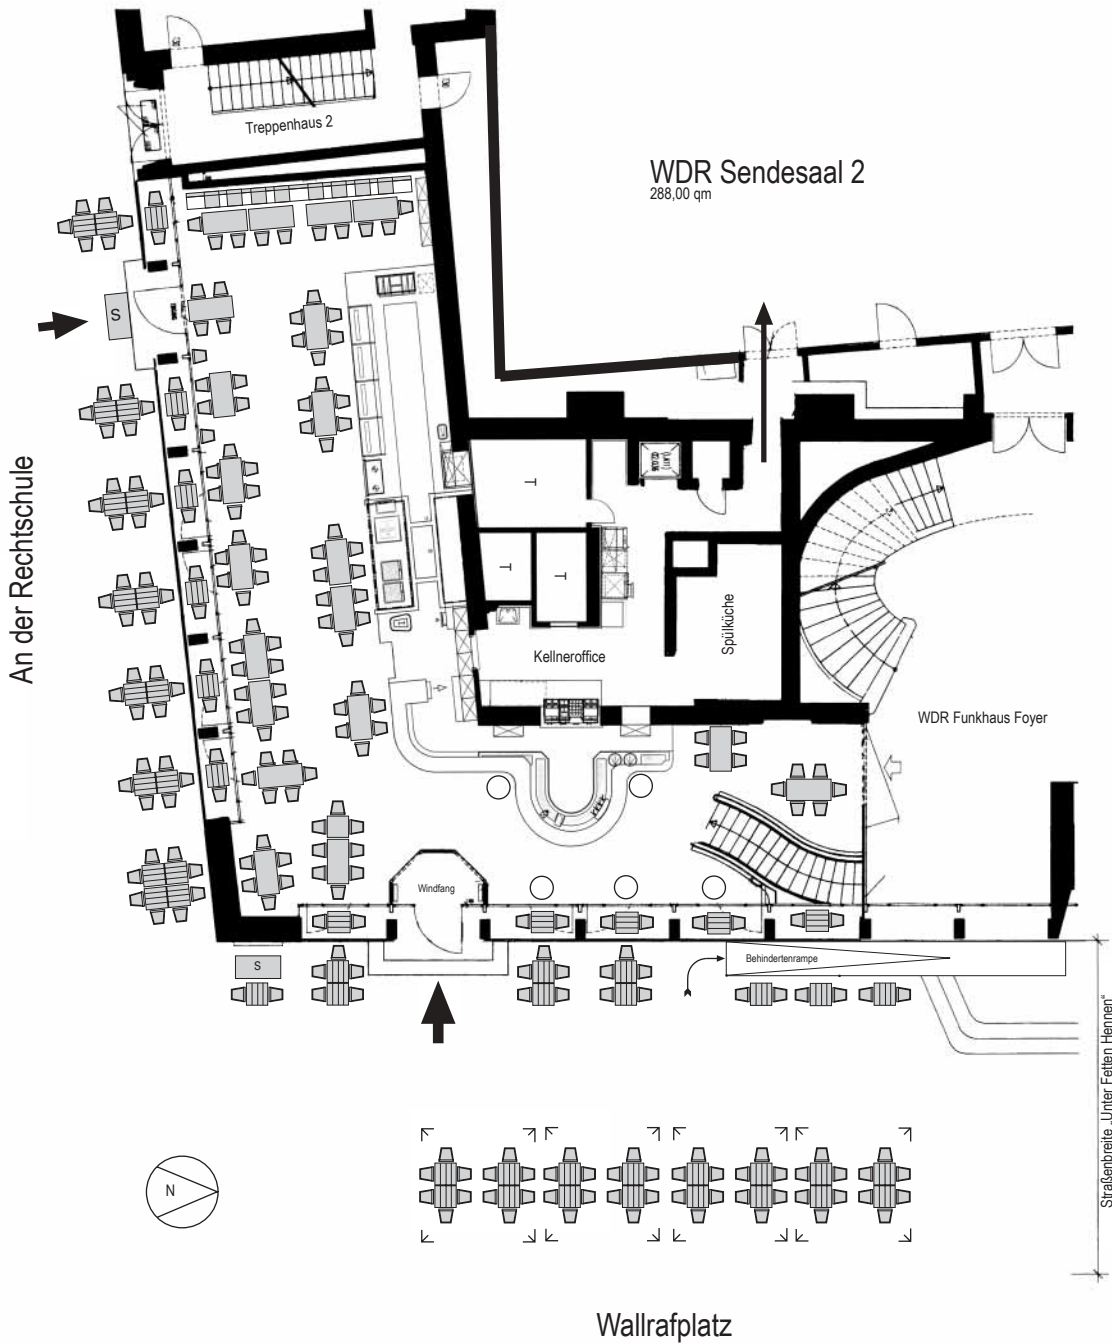 Treppenhaus 2
WDR Sendesaal 2
288,00 qm
S
An der Rechtschule
T
T
T
Kellneroffice
Spülküche
WDR Funkhaus Foyer
Windfang
S
Behindertenrampe
Straßenbreite „Unter Fetten Hennen“
N
Wallrafplatz